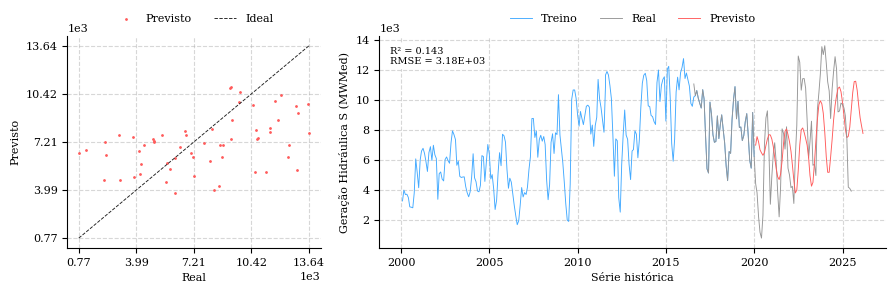 Previsto
Ideal
1e3
13.64
10.42
7.21
3.99
0.77
Previsto
0.77
3.99
7.21
10.42
13.64
1e3
Real
Treino
Real
Previsto
1e3
R² = 0.143
RMSE = 3.18E+03
14
12
10
8
6
4
2
Geração Hidráulica S (MWMed)
2000
2005
2010
2015
2020
2025
Série histórica